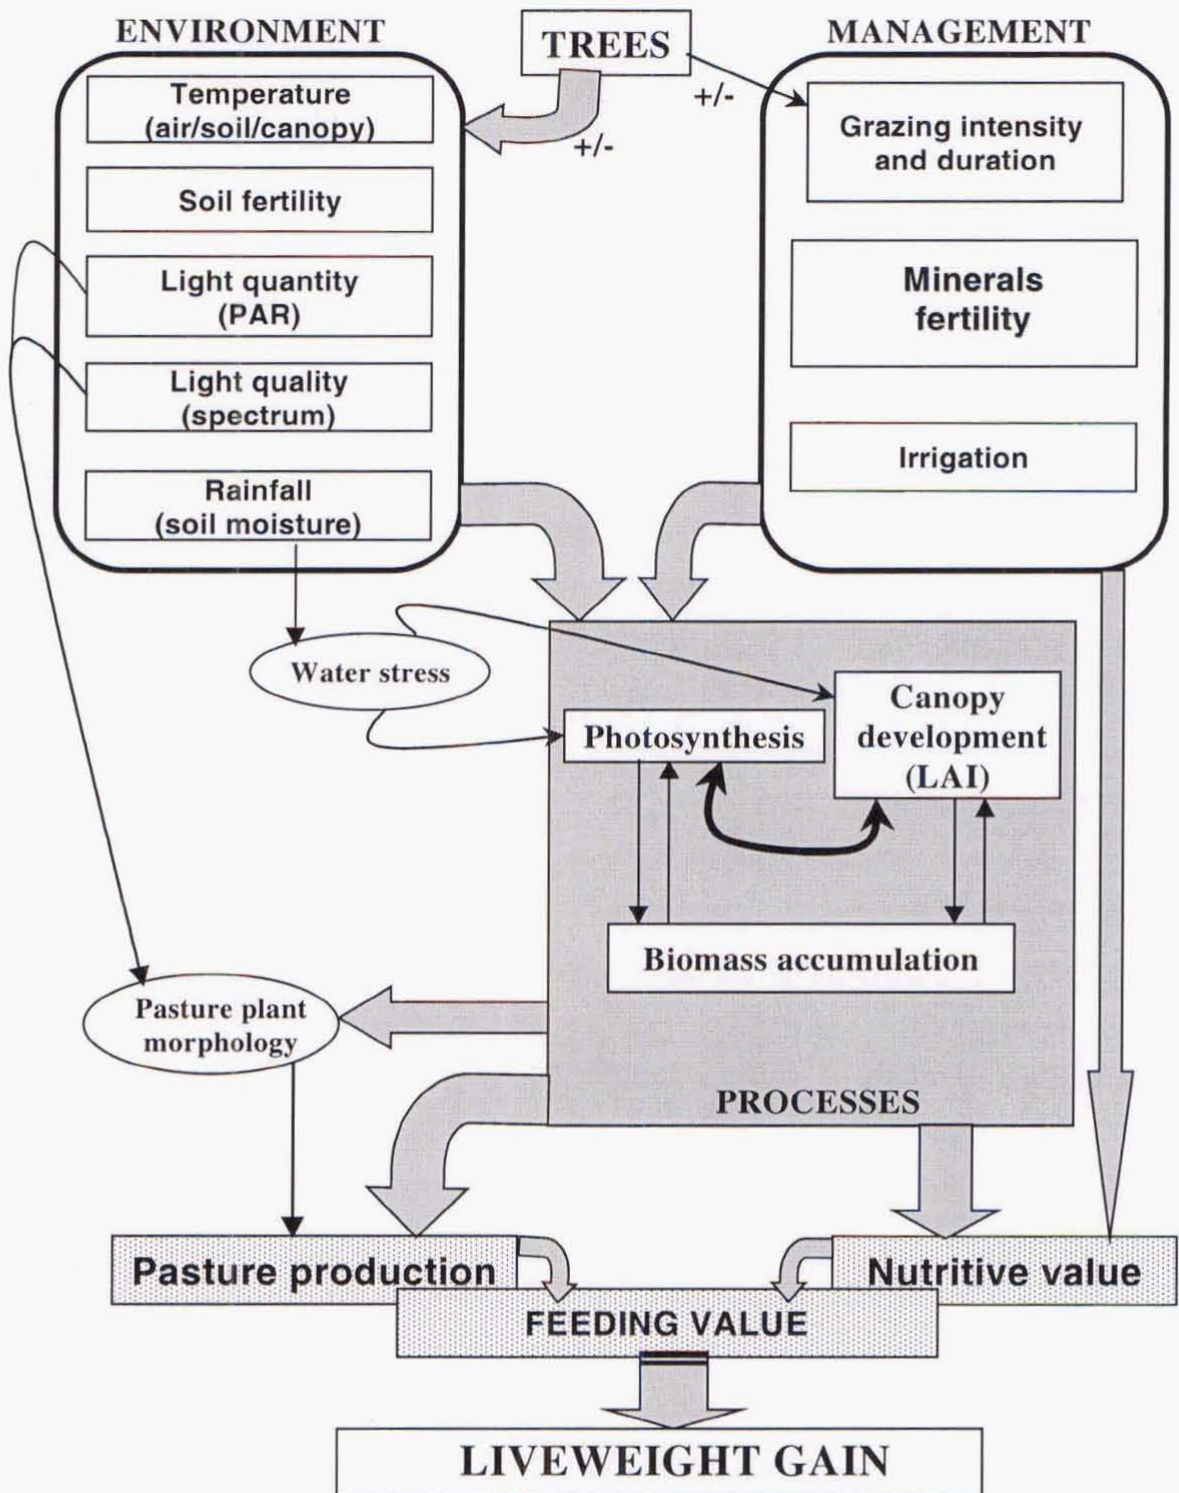 ENVIRONMENT
TREES
MANAGEMENT
Temperature
(air/soil/canopy)
+/-
+/-
Grazing intensity
and duration
Soil fertility
Light quantity
(PAR)
Minerals
fertility
Light quality
(spectrum)
Irrigation
Rainfall
(soil moisture)
Water stress
Canopy
development
(LAI)
Photosynthesis
Biomass accumulation
Pasture plant
morphology
PROCESSES
Pasture production
Nutritive value
FEEDING VALUE
LIVEWEIGHT GAIN